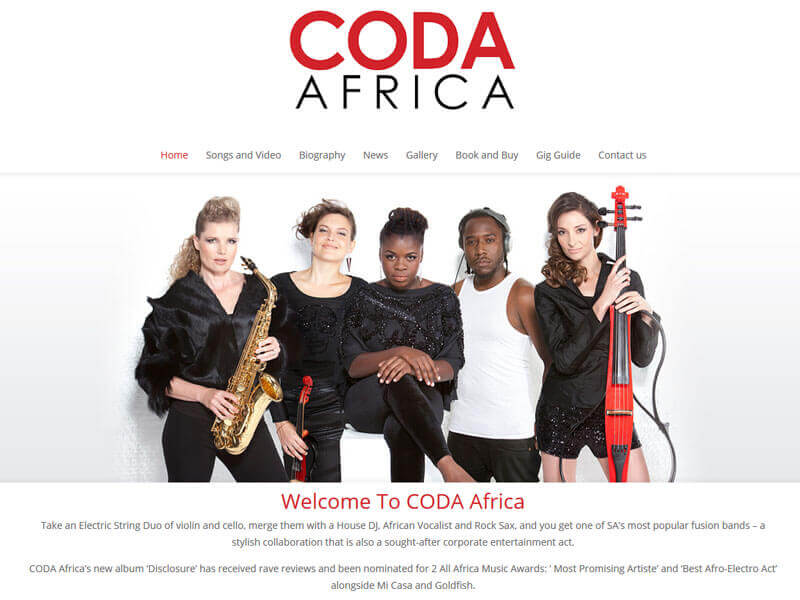 CODA
AFRICA
Home Songs and Video Biography News Gallery Book and Buy Gig Guide Contact us
Welcome To CODA Africa
Take an Electric String Duo of violin and cello, merge them with a House DJ, African Vocalist and Rock Sax, and you get one of SA's most popular fusion bands – a
stylish collaboration that is also a sought-after corporate entertainment act.
CODA Africa's new album 'Disclosure' has received rave reviews and been nominated for 2 All Africa Music Awards: ' Most Promising Artiste' and 'Best Afro-Electro Act'
alongside Mi Casa and Goldfish.